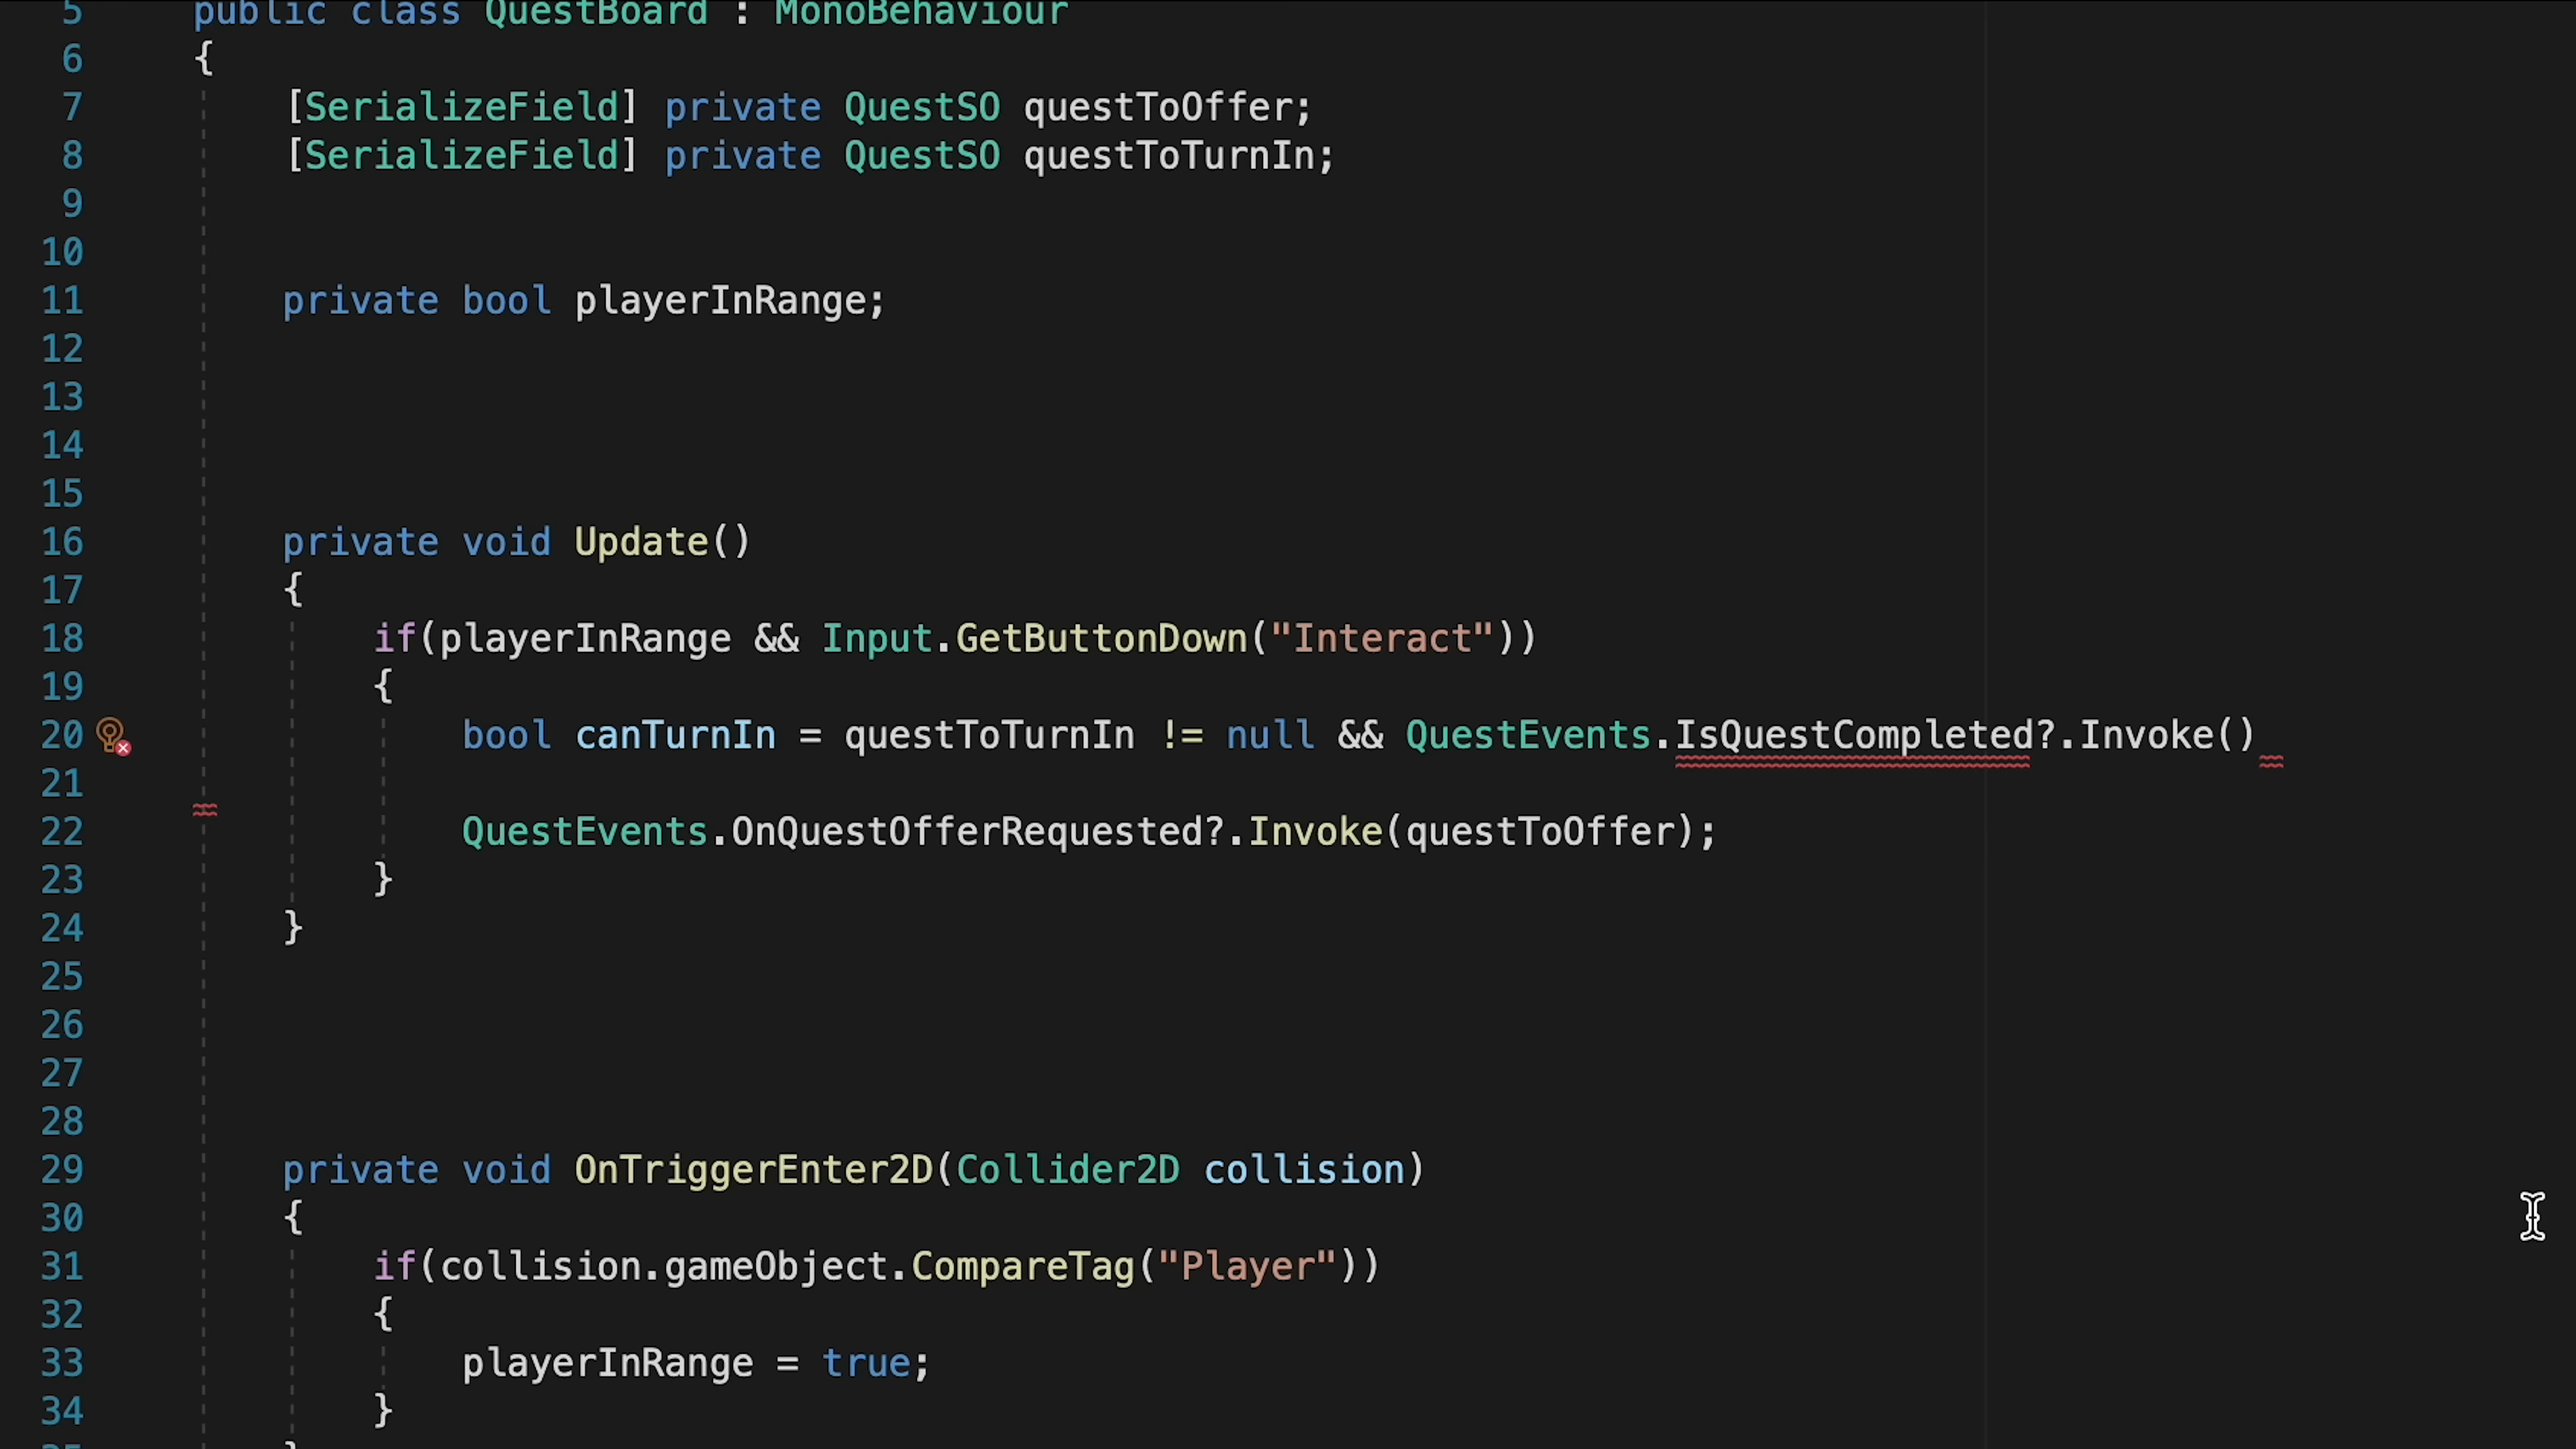 5 public class QuestBoard : MonoBehaviour
6 {
7 [SerializeField] private QuestSO questToOffer;
8 [SerializeField] private QuestSO questToTurnIn;
9
10
11 private bool playerInRange;
12
13
14
15
16 private void Update()
17 {
18 if(playerInRange && Input.GetButtonDown("Interact"))
19 {
20 bool canTurnIn = questToTurnIn != null && QuestEvents.IsQuestCompleted?.Invoke()
21
22 QuestEvents.OnQuestOfferRequested?.Invoke(questToOffer);
23 }
24 }
25
26
27
28
29 private void OnTriggerEnter2D(Collider2D collision)
30 {
31 if(collision.gameObject.CompareTag("Player"))
32 {
33 playerInRange = true;
34 }